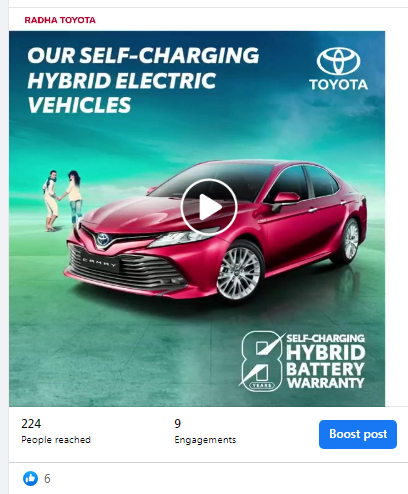 RADHA TOYOTA
OUR SELF-CHARGING
HYBRID ELECTRIC
VEHICLES
TOYOTA
CAMRY
8
YEARS
SELF-CHARGING
HYBRID
BATTERY
WARRANTY
224
People reached
9
Engagements
Boost post
6